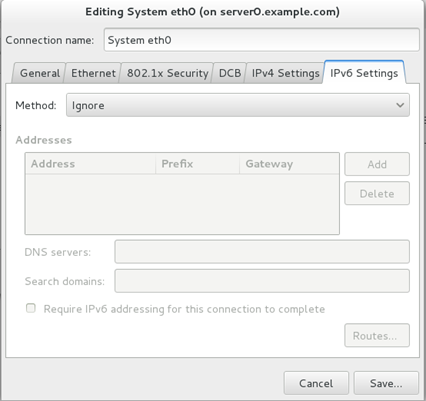 Editing System eth0 (on server0.example.com)
Connection name: System eth0
General Ethernet 802.1x Security DCB IPv4 Settings IPv6 Settings
Method: Ignore
Addresses
Address Prefix Gateway
Add
Delete
DNS servers:
Search domains:
Require IPv6 addressing for this connection to complete
Routes...
Cancel Save...